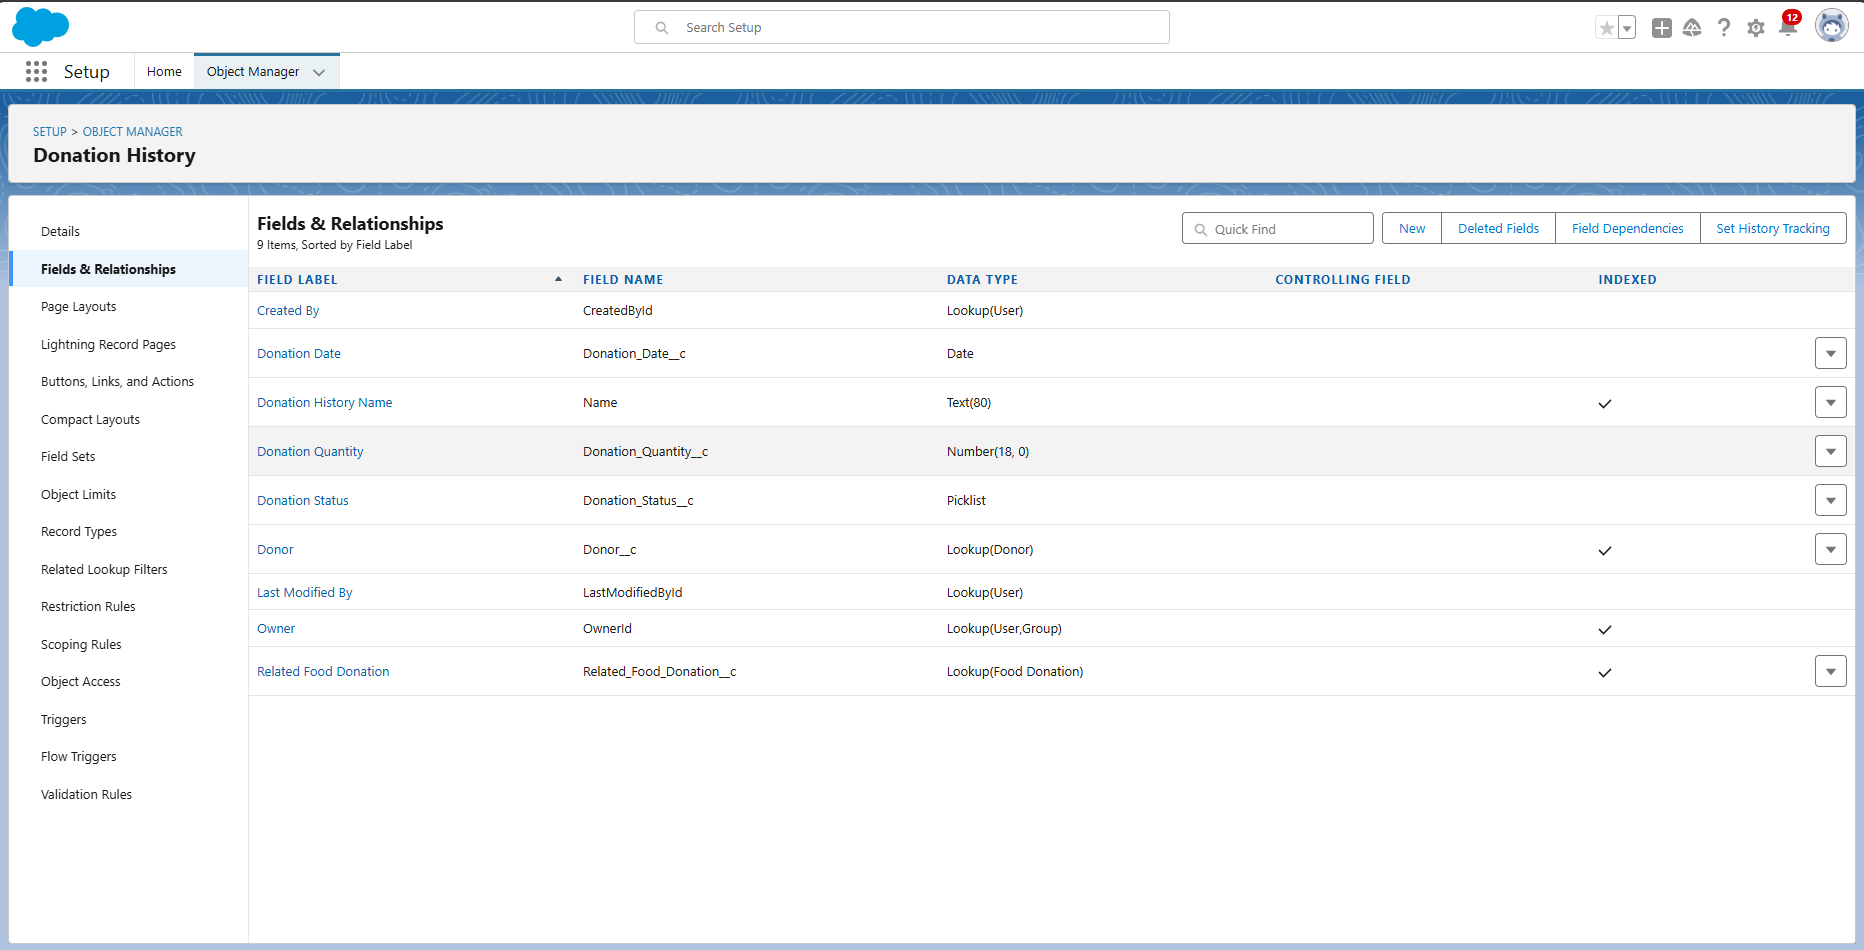 Search Setup
12
Setup
Home
Object Manager
SETUP > OBJECT MANAGER
Donation History
Details
Fields & Relationships
Page Layouts
Lightning Record Pages
Buttons, Links, and Actions
Compact Layouts
Field Sets
Object Limits
Record Types
Related Lookup Filters
Restriction Rules
Scoping Rules
Object Access
Triggers
Flow Triggers
Validation Rules
Fields & Relationships
9 Items, Sorted by Field Label
Quick Find
New
Deleted Fields
Field Dependencies
Set History Tracking
FIELD LABEL FIELD NAME DATA TYPE CONTROLLING FIELD INDEXED
Created By CreatedById Lookup(User)
Donation Date Donation_Date__c Date
Donation History Name Name Text(80)
Donation Quantity Donation_Quantity__c Number(18, 0)
Donation Status Donation_Status__c Picklist
Donor Donor__c Lookup(Donor)
Last Modified By LastModifiedById Lookup(User)
Owner OwnerId Lookup(User,Group)
Related Food Donation Related_Food_Donation__c Lookup(Food Donation)